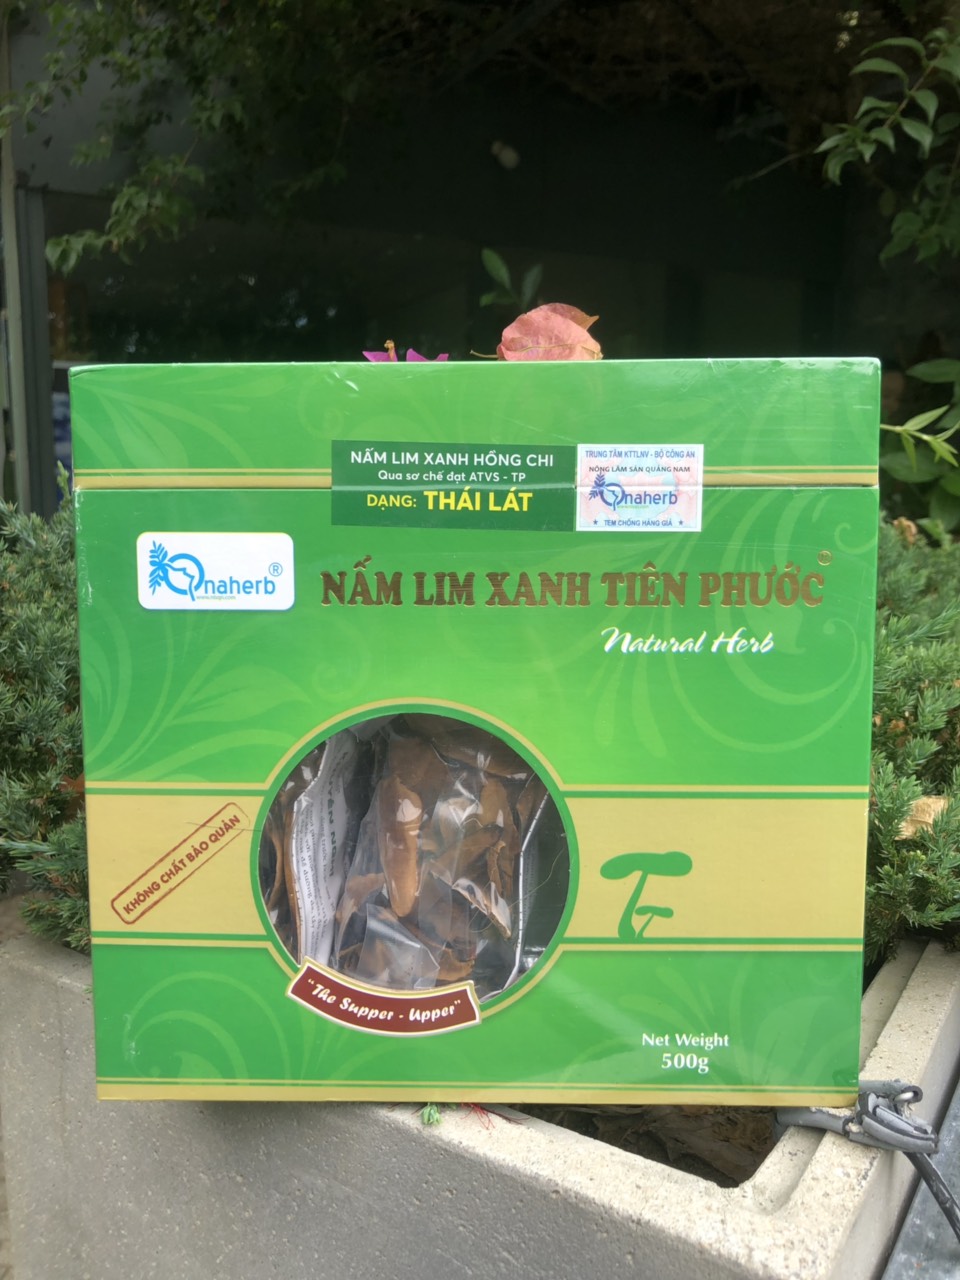 NẤM LIM XANH HỒNG CHI
Qua sơ chế đạt ATVS - TP
DẠNG: THÁI LÁT
TRUNG TÂM KTTLNV - BỘ CÔNG AN
NÔNG LÂM SẢN QUẢNG NAM
Qnaherb
TEM CHỐNG HÀNG GIẢ
Qnaherb®
NẤM LIM XANH TIÊN PHƯỚC®
Natural Herb
KHÔNG CHẤT BẢO QUẢN
"The Supper - Upper"
Net Weight
500g